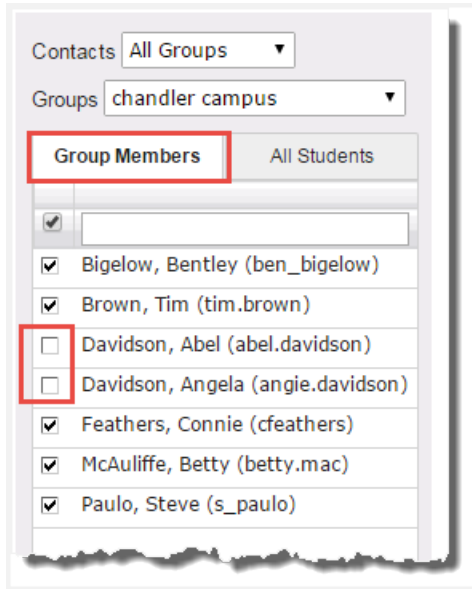 Contacts All Groups
Groups chandler campus
Group Members All Students
Bigelow, Bentley (ben_bigelow)
Brown, Tim (tim.brown)
Davidson, Abel (abel.davidson)
Davidson, Angela (angie.davidson)
Feathers, Connie (cfeathers)
McAuliffe, Betty (betty.mac)
Paulo, Steve (s_paulo)